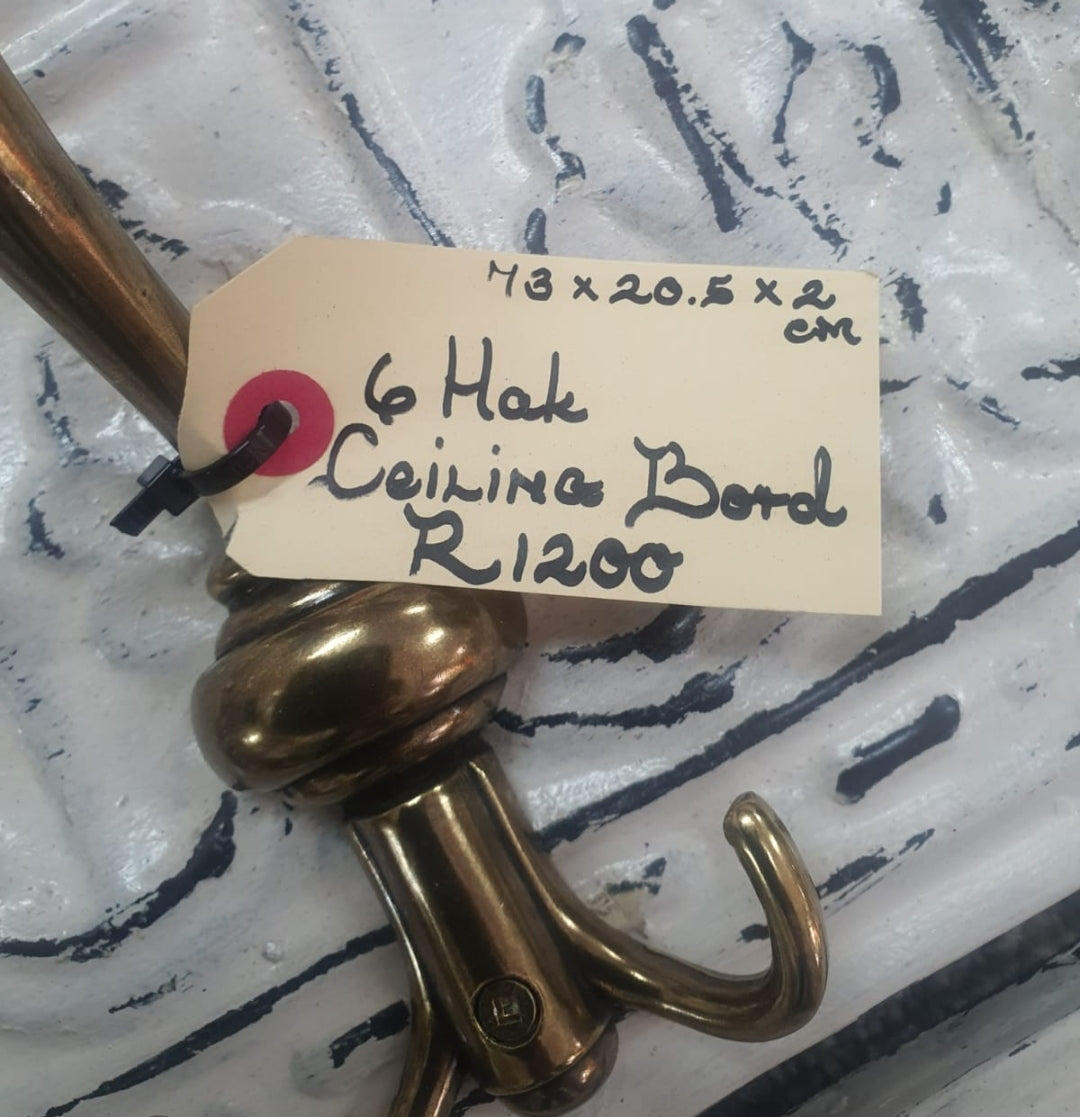 73 x 20.5 x 2
cm
6 Hak
Ceiling Bord
R1200